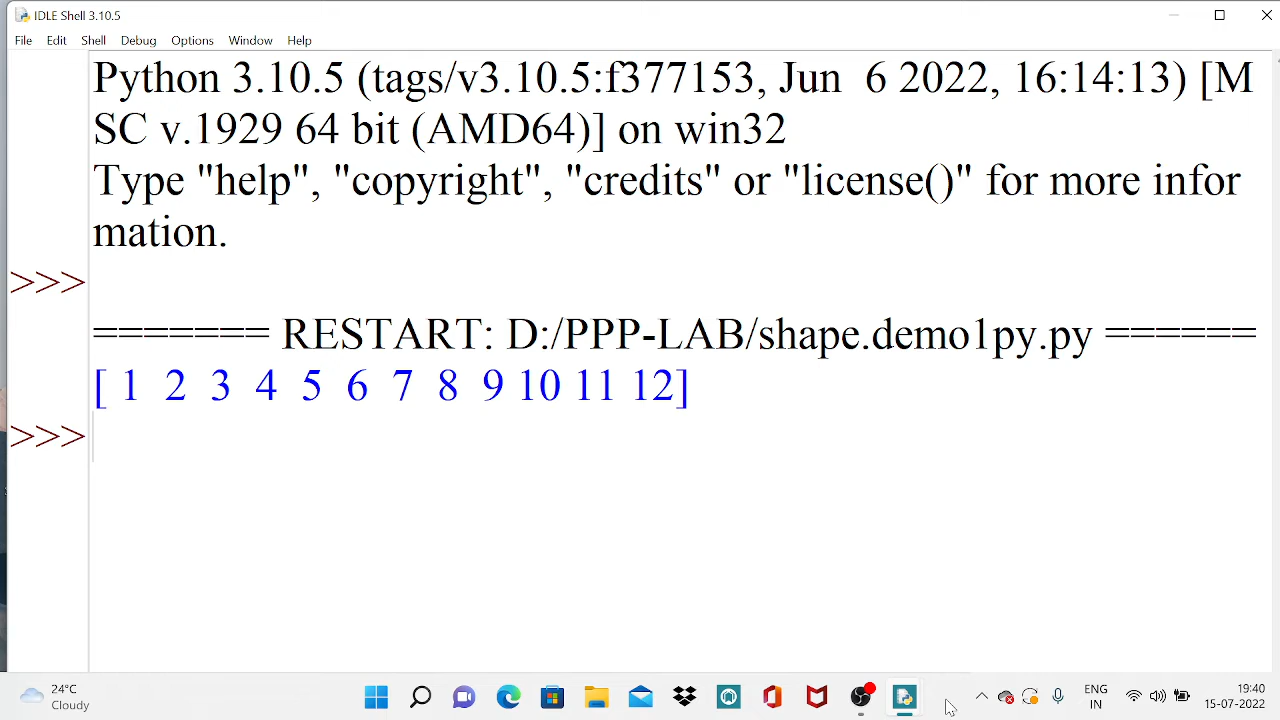 IDLE Shell 3.10.5
File Edit Shell Debug Options Window Help
Python 3.10.5 (tags/v3.10.5:f377153, Jun  6 2022, 16:14:13) [M
SC v.1929 64 bit (AMD64)] on win32
Type "help", "copyright", "credits" or "license()" for more infor
mation.
>>>
======= RESTART: D:/PPP-LAB/shape.demo1py.py ======
[ 1  2  3  4  5  6  7  8  9 10 11 12]
>>>
24°C
Cloudy
ENG
IN
19:40
15-07-2022